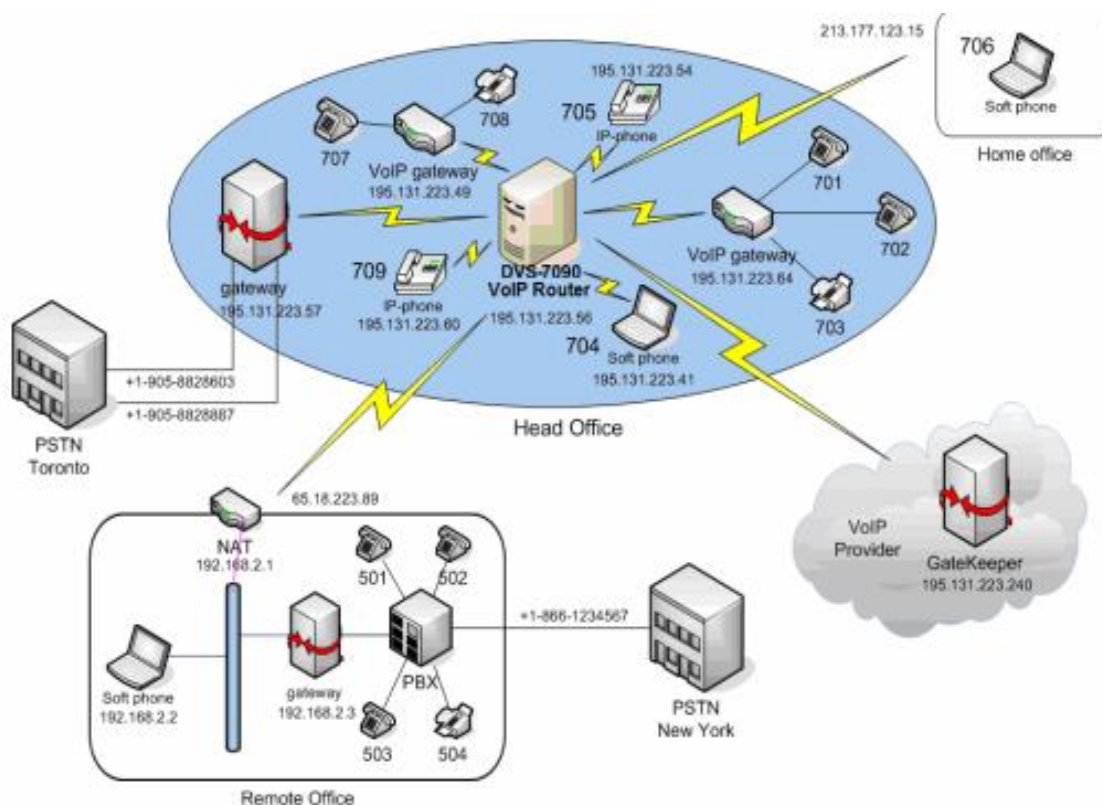 213.177.123.15
706
Soft phone
Home office
195.131.223.54
705
IP-phone
708
707
VoIP gateway
195.131.223.49
701
702
VoIP gateway
195.131.223.64
703
gateway
195.131.223.57
709
IP-phone
195.131.223.60
DVS-7090
VoIP Router
195.131.223.56
704
Soft phone
195.131.223.41
Head Office
+1-905-8828603
+1-905-8828887
PSTN
Toronto
65.18.223.89
NAT
192.168.2.1
501
502
VoIP
Provider
GateKeeper
195.131.223.240
+1-866-1234567
Soft phone
192.168.2.2
gateway
192.168.2.3
PBX
503
504
PSTN
New York
Remote Office